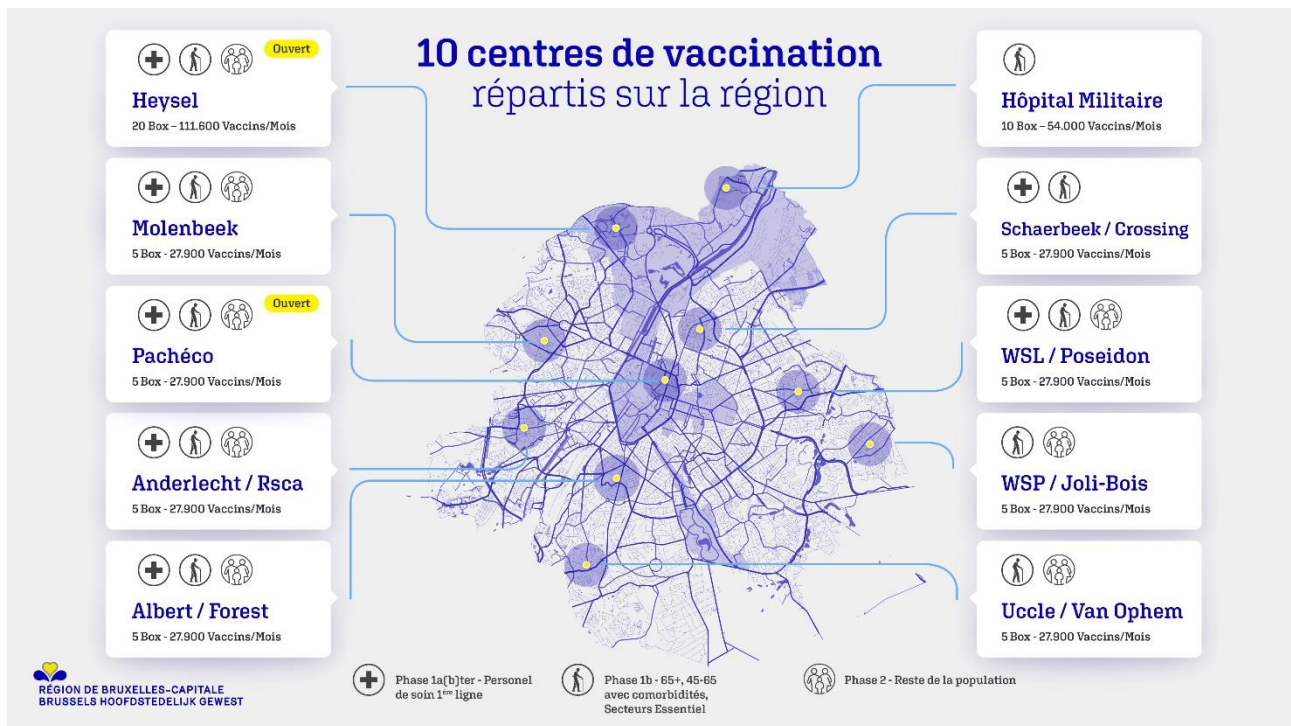 10 centres de vaccination
répartis sur la région
Ouvert
Heysel
20 Box – 111.600 Vaccins/Mois
Molenbeek
5 Box - 27.900 Vaccins/Mois
Ouvert
Pachéco
5 Box - 27.900 Vaccins/Mois
Anderlecht / Rsca
5 Box - 27.900 Vaccins/Mois
Albert / Forest
5 Box - 27.900 Vaccins/Mois
Hôpital Militaire
10 Box – 54.000 Vaccins/Mois
Schaerbeek / Crossing
5 Box - 27.900 Vaccins/Mois
WSL / Poseidon
5 Box - 27.900 Vaccins/Mois
WSP / Joli-Bois
5 Box - 27.900 Vaccins/Mois
Uccle / Van Ophem
5 Box - 27.900 Vaccins/Mois
RÉGION DE BRUXELLES-CAPITALE
BRUSSELS HOOFDSTEDELIJK GEWEST
Phase 1a(b)ter - Personel
de soin 1ère ligne
Phase 1b - 65+, 45-65
avec comorbidités,
Secteurs Essentiel
Phase 2 - Reste de la population